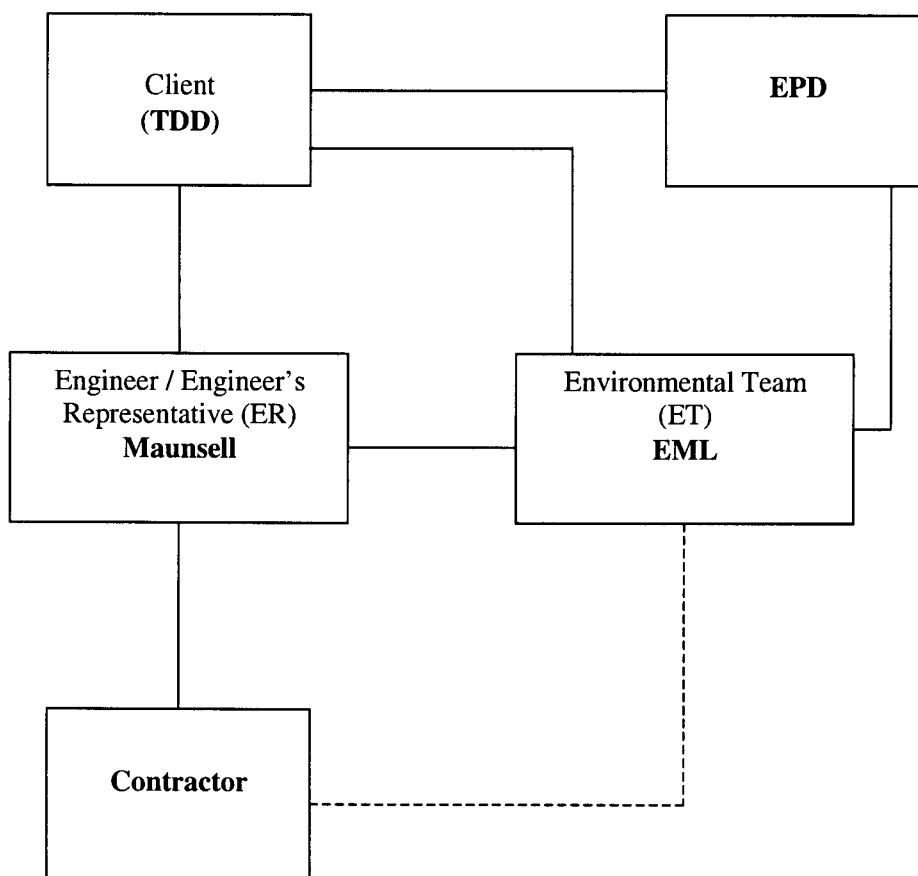 Client
(TDD)
EPD
Engineer / Engineer's
Representative (ER)
Maunsell
Environmental Team
(ET)
EML
Contractor